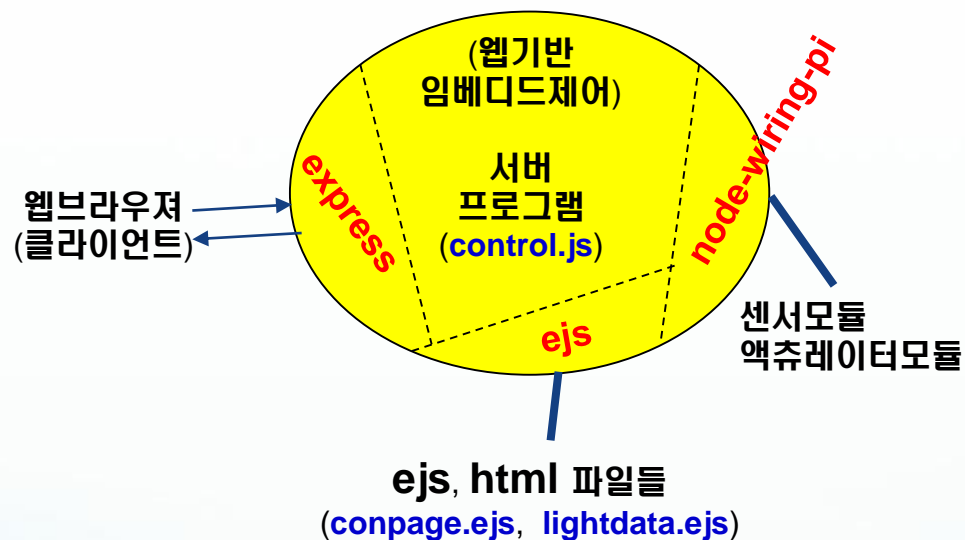 (웹기반
임베디드제어)
서버
프로그램
(control.js)
express
node-wiring-pi
ejs
웹브라우져
(클라이언트)
센서모듈
액츄레이터모듈
ejs, html 파일들
(conpage.ejs, lightdata.ejs)